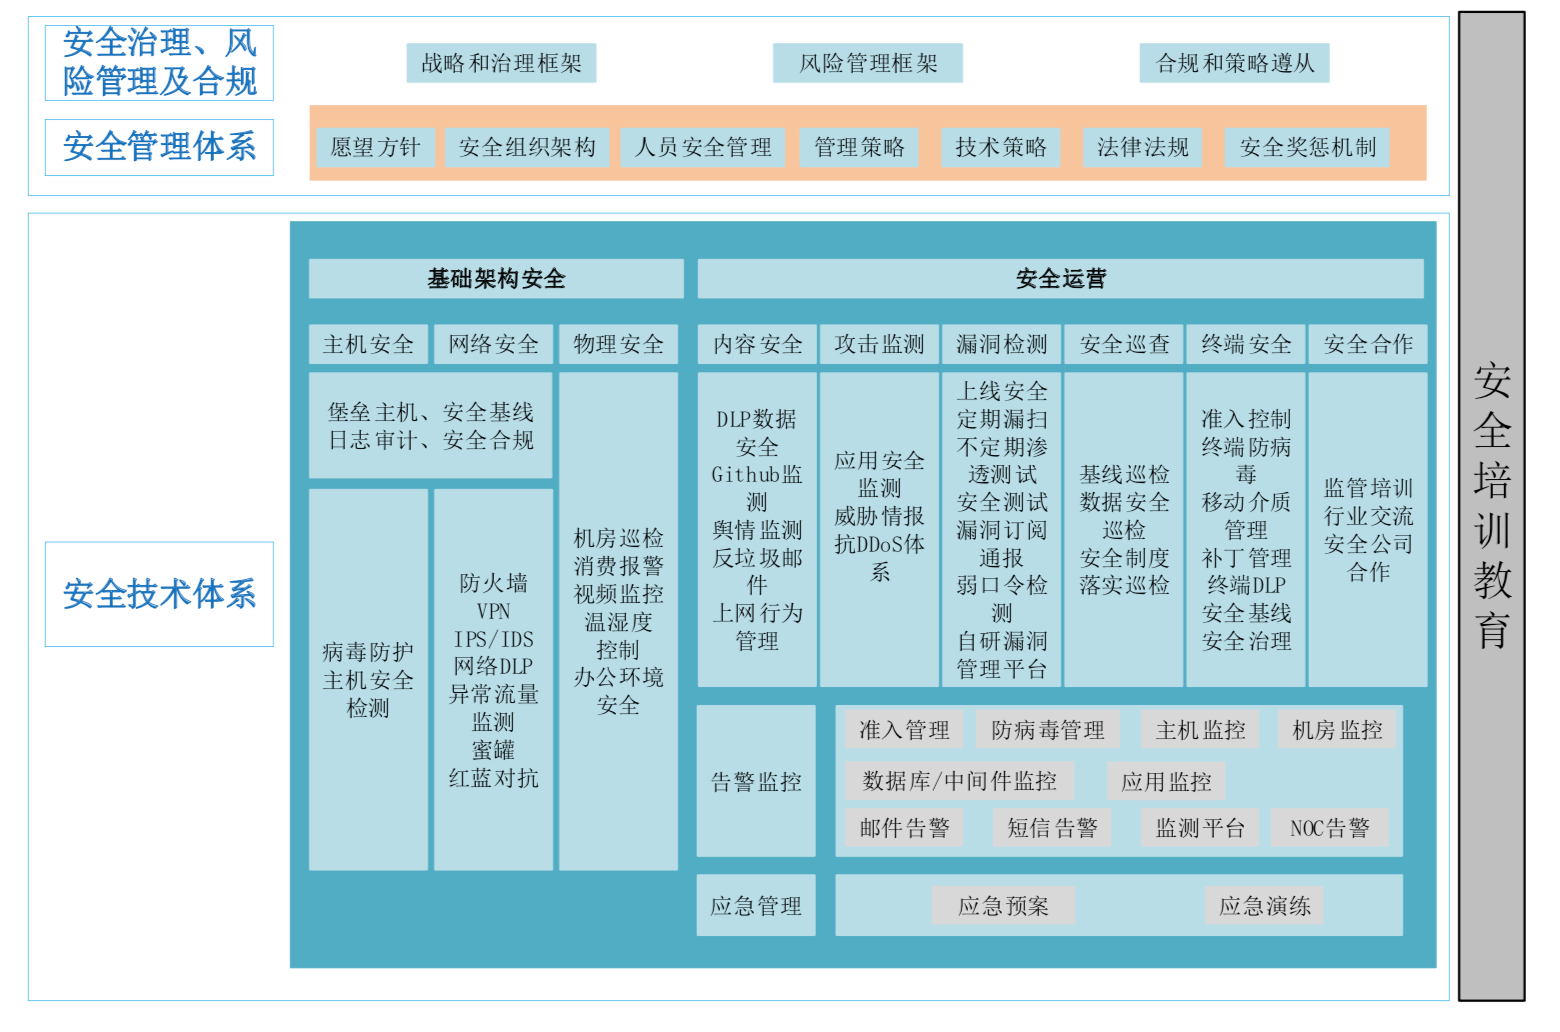 安全治理、风
险管理及合规
战略和治理框架
风险管理框架
合规和策略遵从
安全管理体系
愿望方针
安全组织架构
人员安全管理
管理策略
技术策略
法律法规
安全奖惩机制
安全技术体系
基础架构安全
主机安全
网络安全
物理安全
堡垒主机、安全基线
日志审计、安全合规
病毒防护
主机安全
检测
防火墙
VPN
IPS/IDS
网络DLP
异常流量
监测
蜜罐
红蓝对抗
机房巡检
消费报警
视频监控
温湿度
控制
办公环境
安全
安全运营
内容安全
攻击监测
漏洞检测
安全巡查
终端安全
安全合作
DLP数据
安全
Github监
测
舆情监测
反垃圾邮
件
上网行为
管理
应用安全
监测
威胁情报
抗DDoS体
系
上线安全
定期漏扫
不定期渗
透测试
安全测试
漏洞订阅
通报
弱口令检
测
自研漏洞
管理平台
基线巡检
数据安全
巡检
安全制度
落实巡检
准入控制
终端防病
毒
移动介质
管理
补丁管理
终端DLP
安全基线
安全治理
监管培训
行业交流
安全公司
合作
告警监控
准入管理
防病毒管理
主机监控
机房监控
数据库/中间件监控
应用监控
邮件告警
短信告警
监测平台
NOC告警
应急管理
应急预案
应急演练
安全培训教育